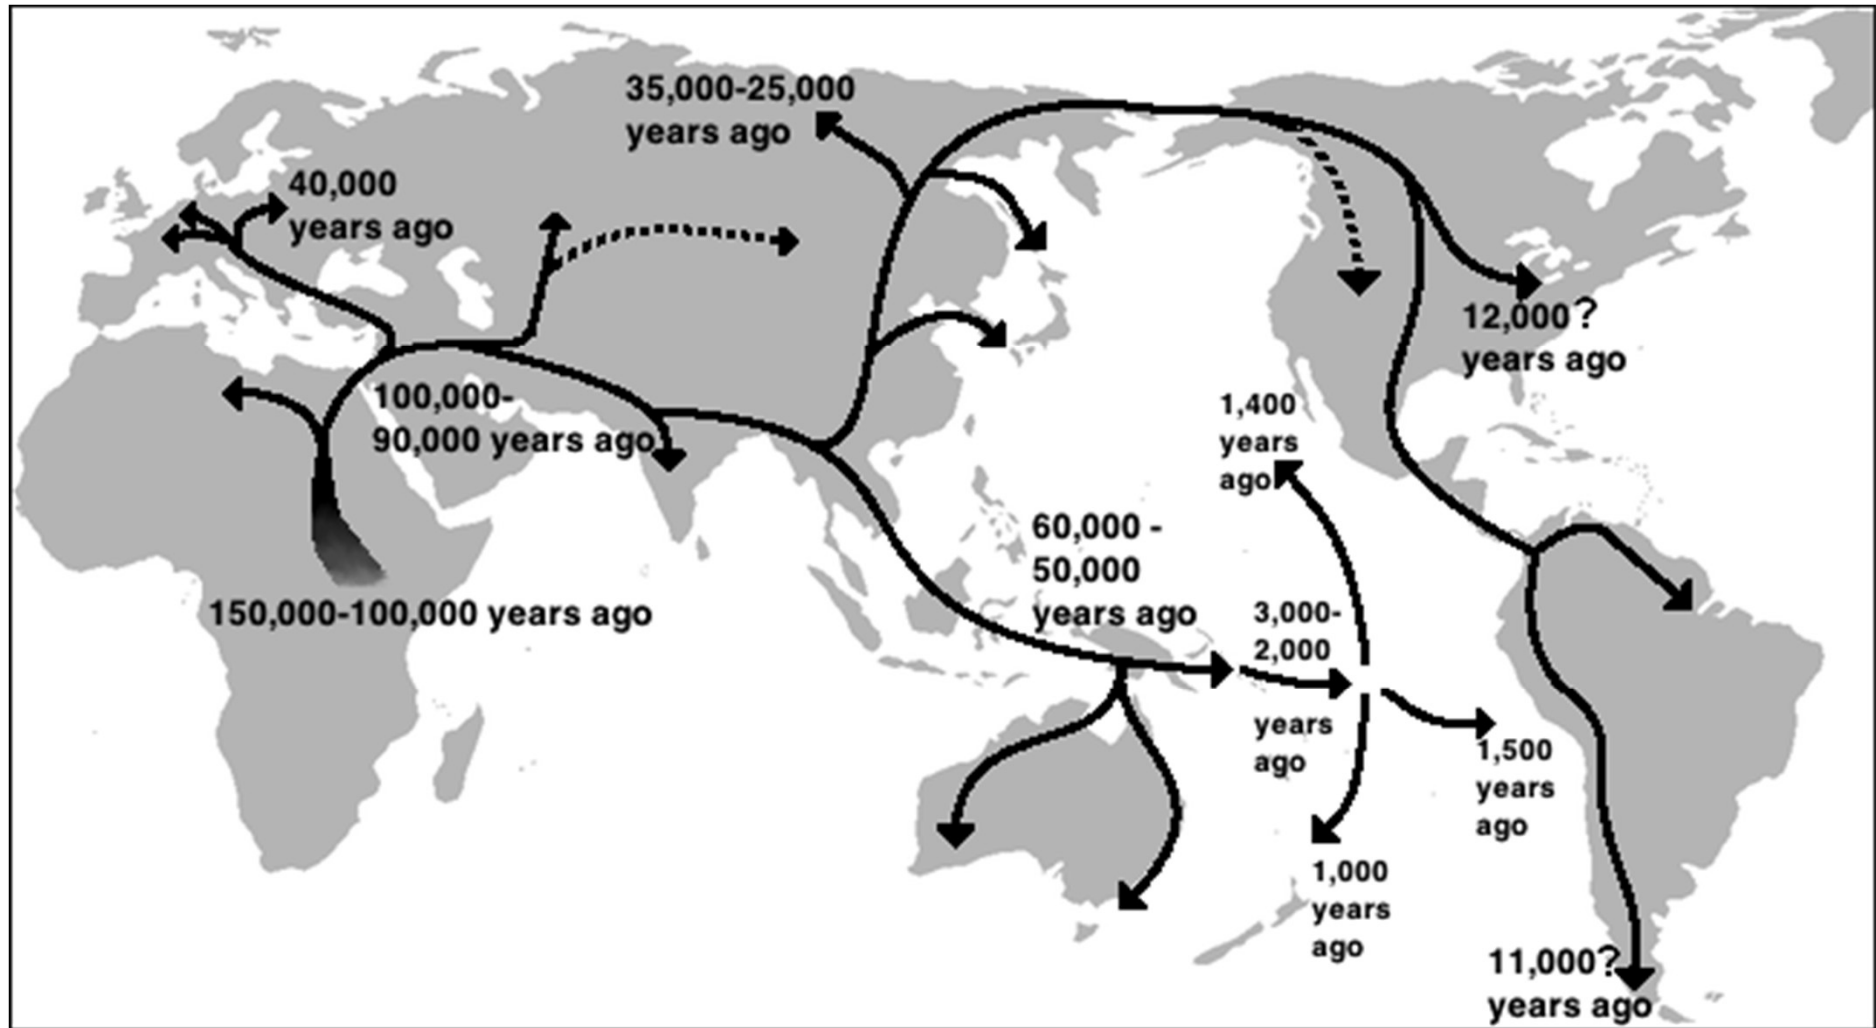 35,000-25,000
years ago
40,000
years ago
12,000?
years ago
100,000-
90,000 years ago
1,400
years
ago
60,000 -
50,000
years ago
150,000-100,000 years ago
3,000-
2,000
years
ago
1,500
years
ago
1,000
years
ago
11,000?
years ago